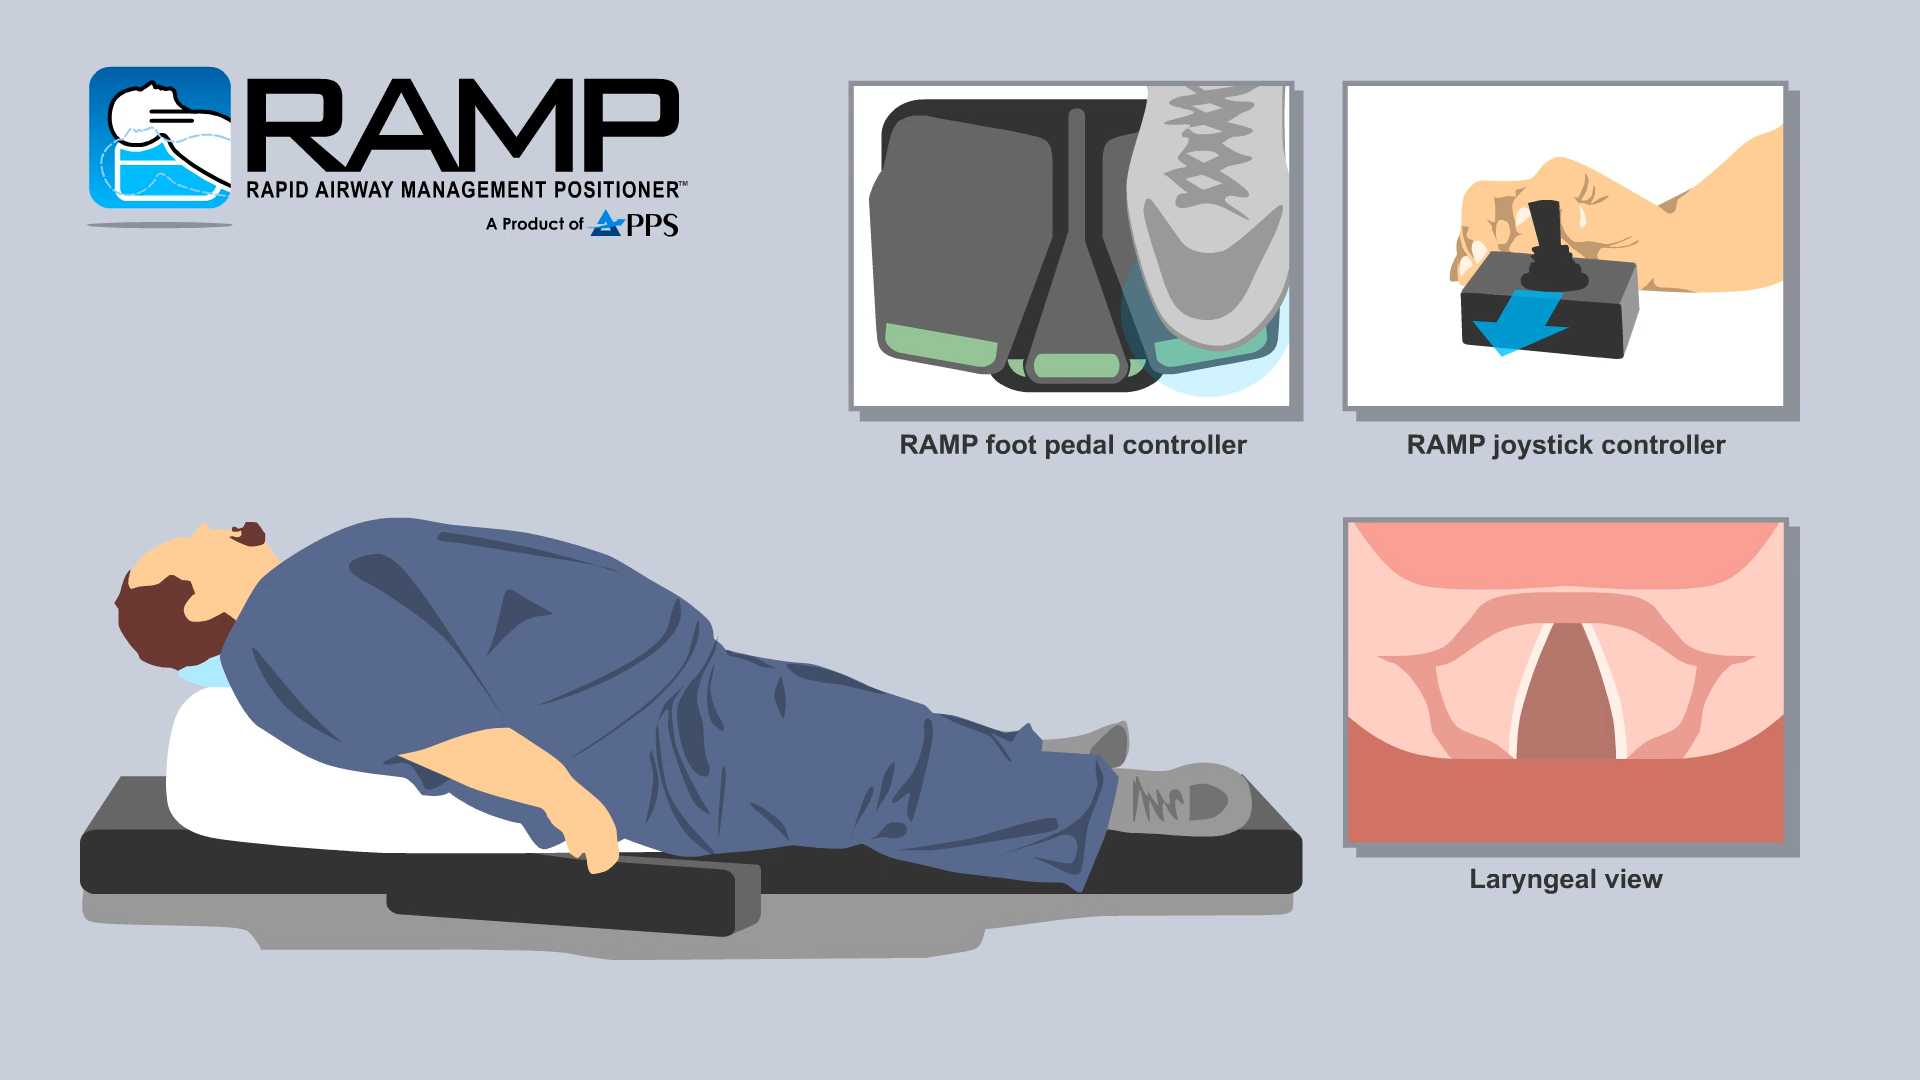 RAMP
RAPID AIRWAY MANAGEMENT POSITIONER™
A Product of PPS
RAMP foot pedal controller
RAMP joystick controller
Laryngeal view